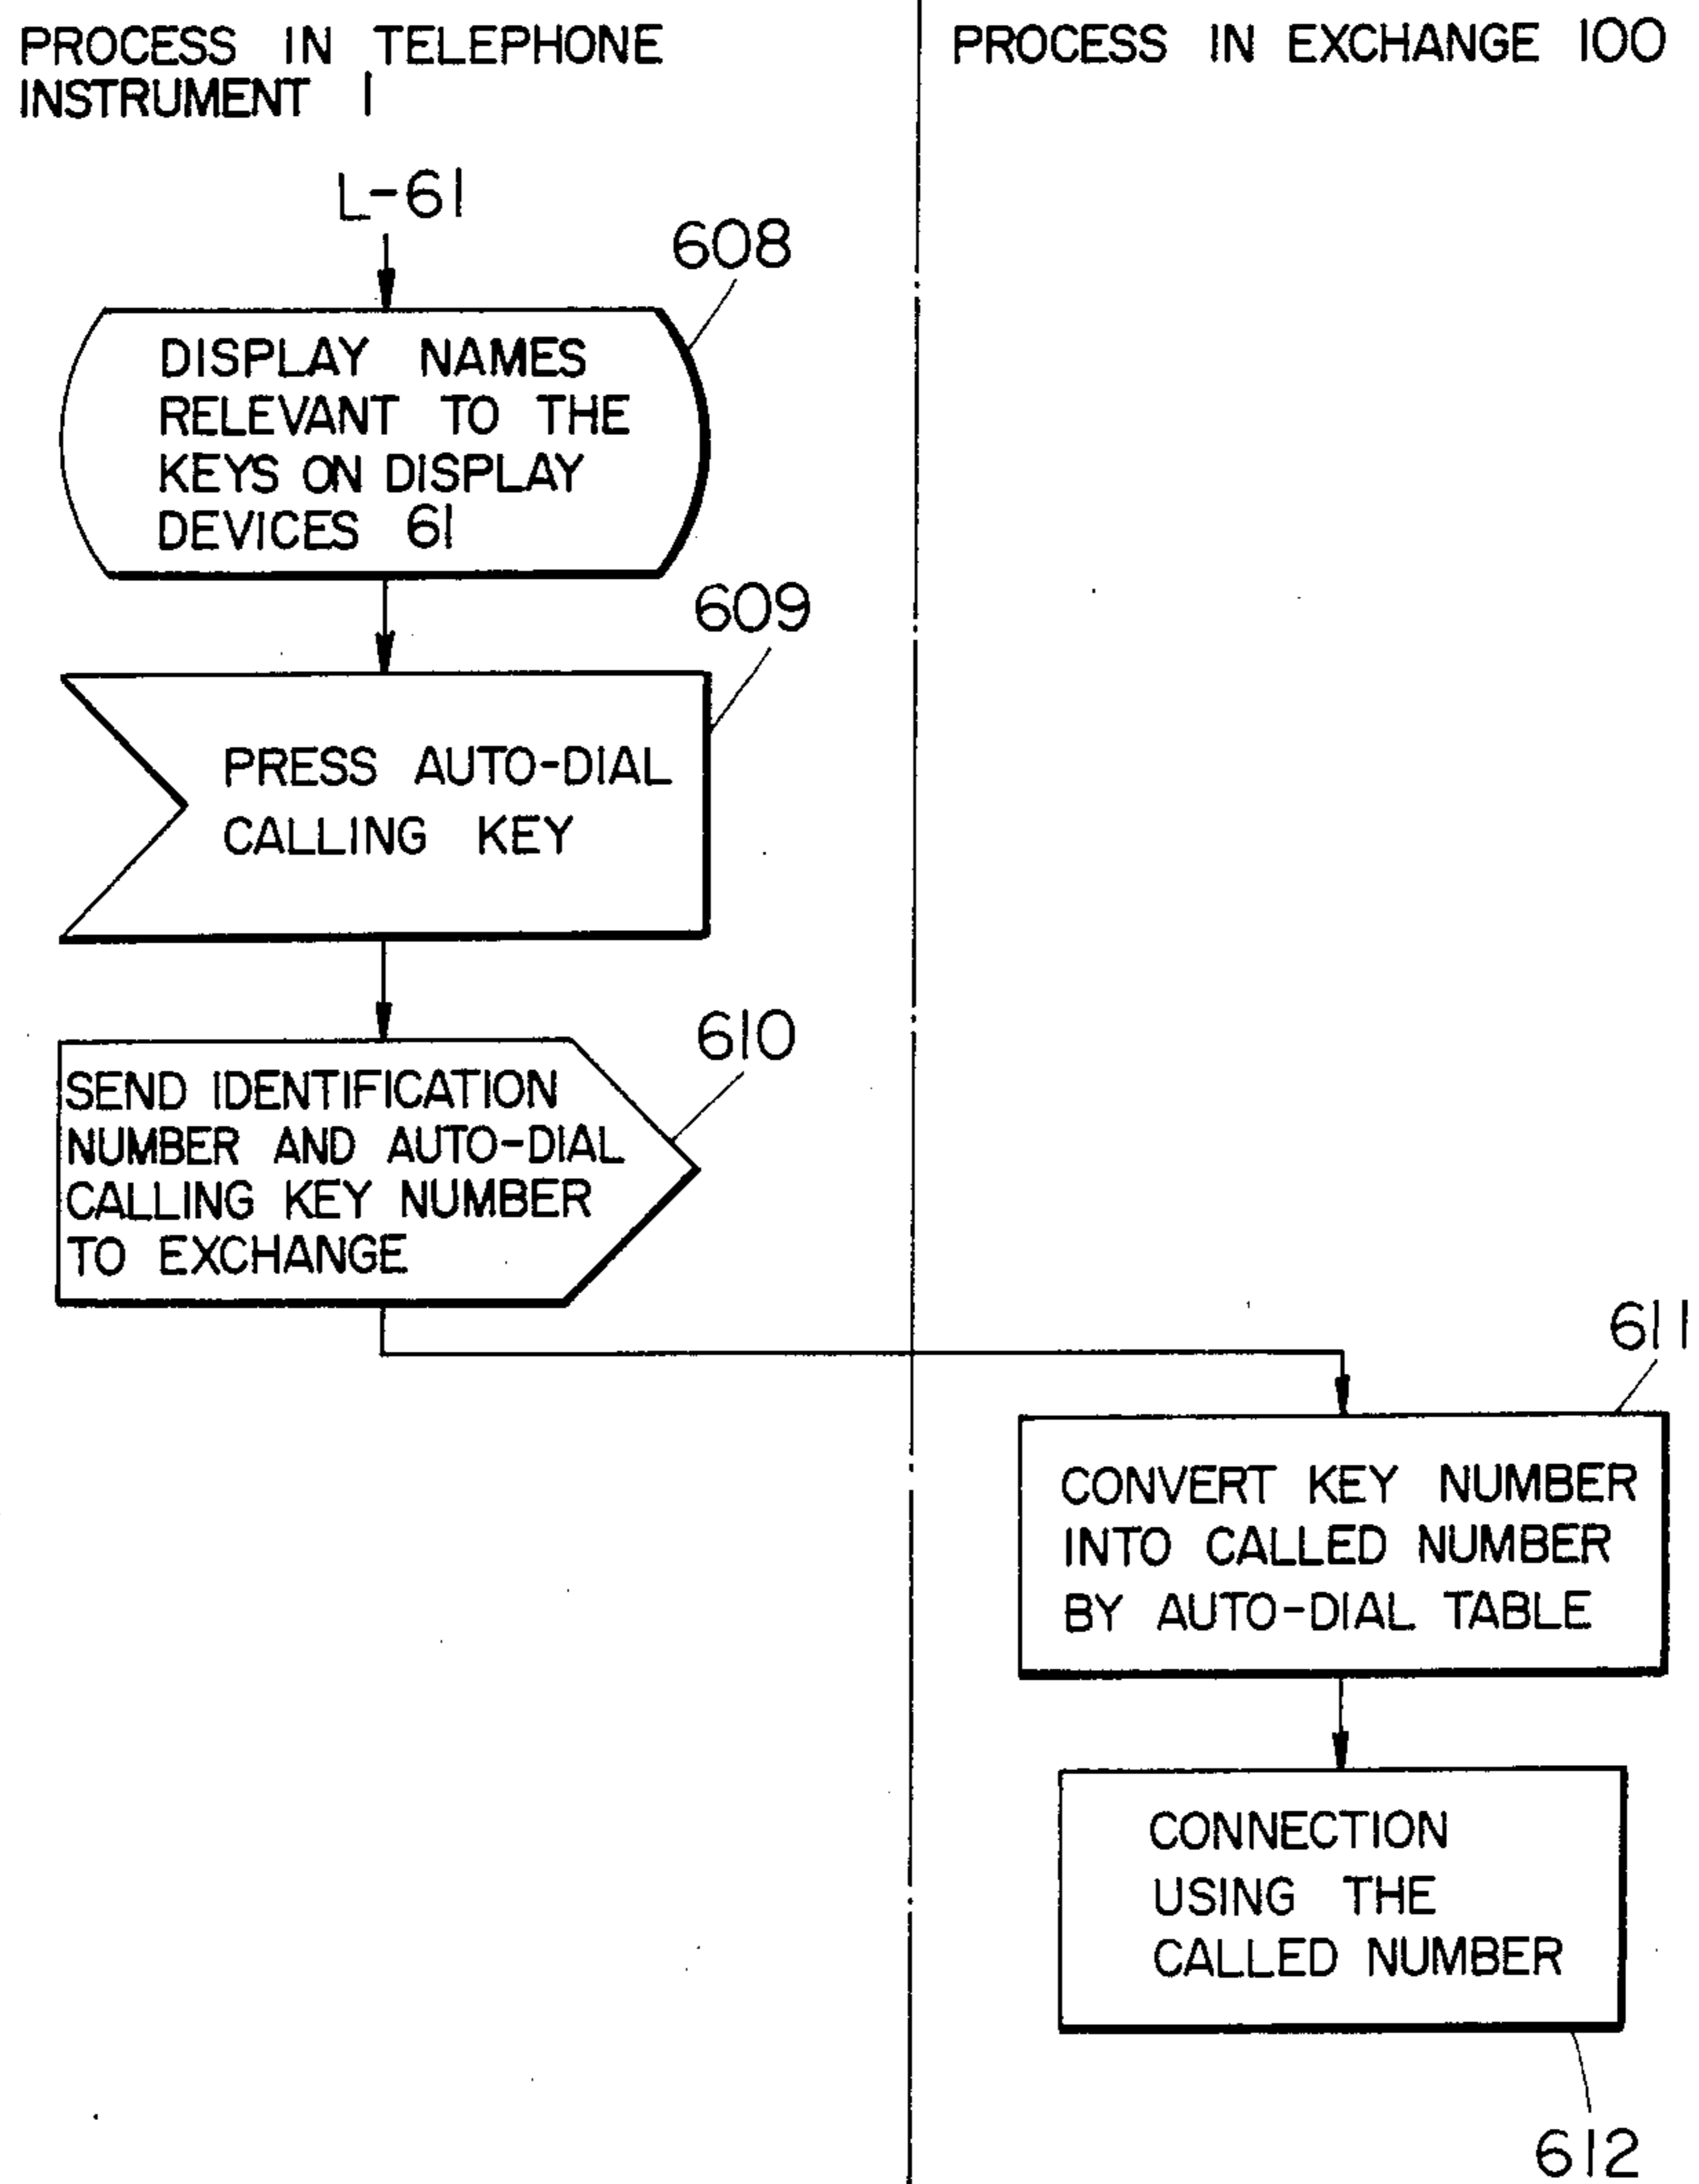 PROCESS IN TELEPHONE
INSTRUMENT 1
PROCESS IN EXCHANGE 100
L-61
608
DISPLAY NAMES
RELEVANT TO THE
KEYS ON DISPLAY
DEVICES 61
609
PRESS AUTO-DIAL
CALLING KEY
610
SEND IDENTIFICATION
NUMBER AND AUTO-DIAL
CALLING KEY NUMBER
TO EXCHANGE
611
CONVERT KEY NUMBER
INTO CALLED NUMBER
BY AUTO-DIAL TABLE
CONNECTION
USING THE
CALLED NUMBER
612